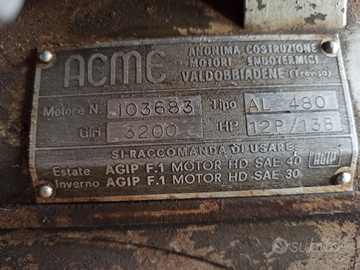 ACME
ANONIMA COSTRUZIONE
MOTORI ENDOTERMICI
VALDOBBIADENE (Treviso)
Motore N. 103683 Tipo AL 480
Giri 3200 HP 12P/13B
SI RACCOMANDA DI USARE
Estate AGIP F.1 MOTOR HD SAE 40 AGIP
Inverno AGIP F.1 MOTOR HD SAE 30
subito